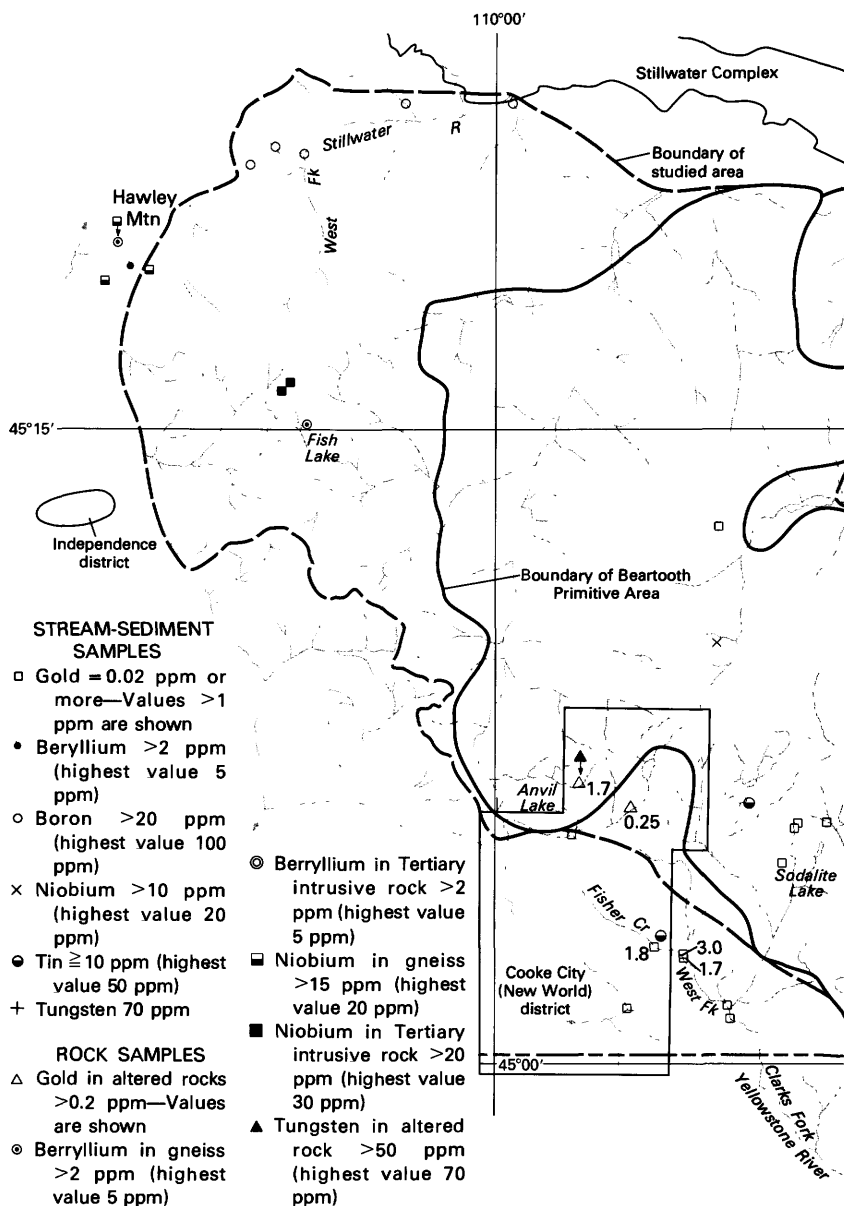 110°00'
Stillwater Complex
Stillwater
R
Boundary of
studied area
Fk
West
Hawley
Mtn
45°15'
Fish
Lake
Independence
district
Boundary of Beartooth
Primitive Area
Anvil
Lake
1.7
0.25
Sodalite
Lake
Fisher Cr
1.8
3.0
1.7
West Fk
Cooke City
(New World)
district
45°00'
Clarks Fork
Yellowstone River
STREAM-SEDIMENT
SAMPLES
Gold = 0.02 ppm or
more—Values >1
ppm are shown
Beryllium >2 ppm
(highest value 5
ppm)
Boron >20 ppm
(highest value 100
ppm)
Niobium >10 ppm
(highest value 20
ppm)
Tin ≧10 ppm (highest
value 50 ppm)
Tungsten 70 ppm
ROCK SAMPLES
Gold in altered rocks
>0.2 ppm—Values
are shown
Berryllium in gneiss
>2 ppm (highest
value 5 ppm)
Berryllium in Tertiary
intrusive rock >2
ppm (highest value
5 ppm)
Niobium in gneiss
>15 ppm (highest
value 20 ppm)
Niobium in Tertiary
intrusive rock >20
ppm (highest value
30 ppm)
Tungsten in altered
rock >50 ppm
(highest value 70
ppm)